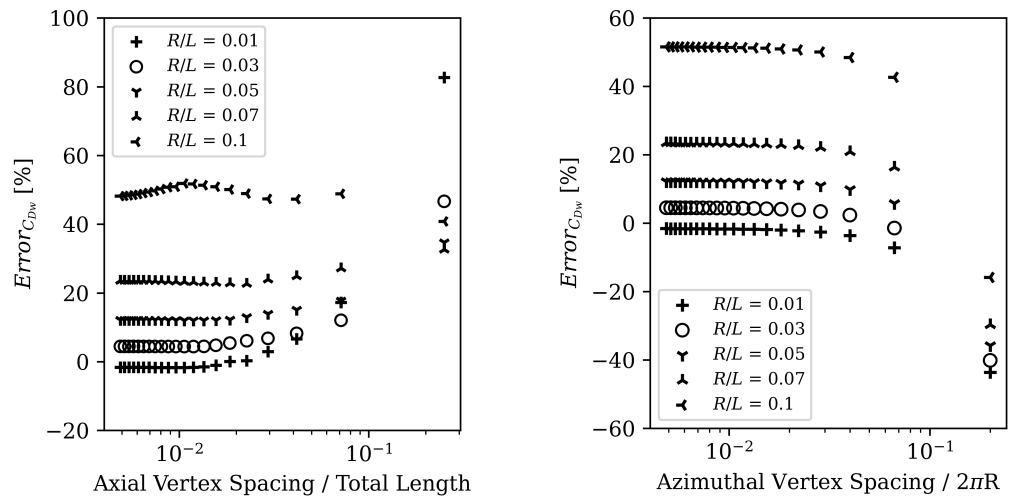 100
80
60
40
20
0
−20
Error_{C_{Dw}} [%]
R/L = 0.01
R/L = 0.03
R/L = 0.05
R/L = 0.07
R/L = 0.1
10^{−2}
10^{−1}
Axial Vertex Spacing / Total Length
60
40
20
0
−20
−40
−60
Error_{C_{Dw}} [%]
R/L = 0.01
R/L = 0.03
R/L = 0.05
R/L = 0.07
R/L = 0.1
10^{−2}
10^{−1}
Azimuthal Vertex Spacing / 2πR